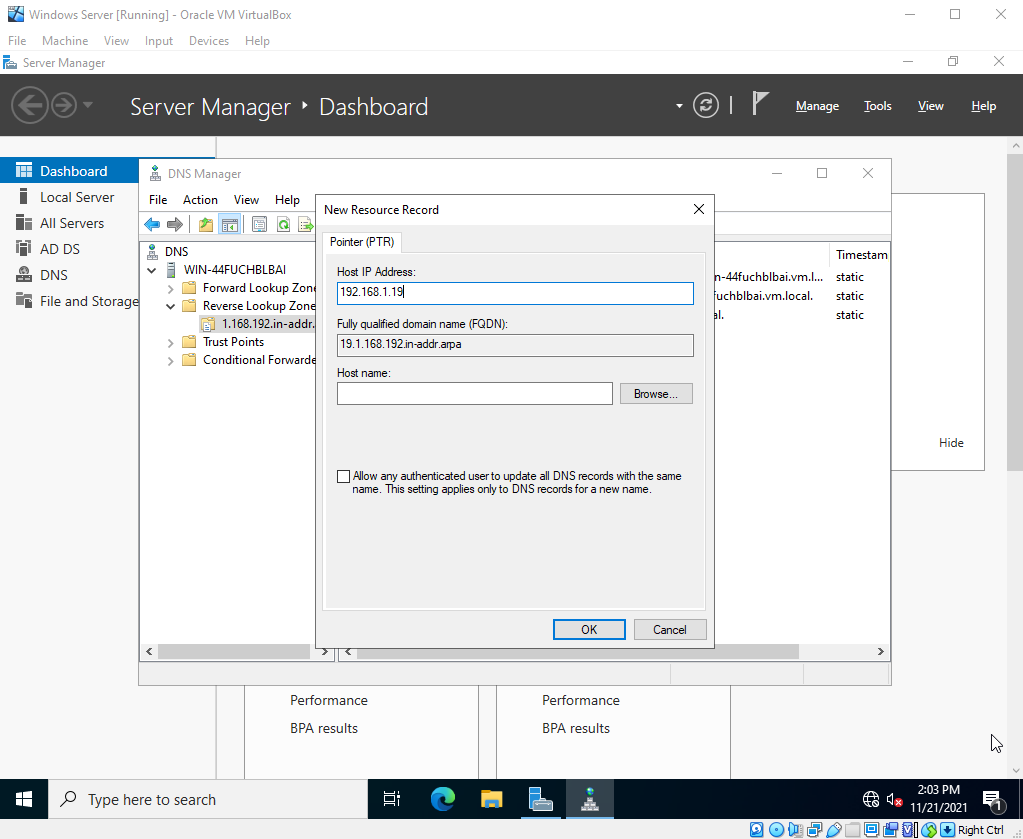 Windows Server [Running] - Oracle VM VirtualBox
File Machine View Input Devices Help
Server Manager
Server Manager Dashboard
Manage Tools View Help
Dashboard
Local Server
All Servers
AD DS
DNS
File and Storage
DNS Manager
File Action View Help
DNS
WIN-44FUCHBLBAI
Forward Lookup Zone
Reverse Lookup Zone
1.168.192.in-addr.
Trust Points
Conditional Forwarde
New Resource Record
Pointer (PTR)
Host IP Address:
192.168.1.19
Fully qualified domain name (FQDN):
19.1.168.192.in-addr.arpa
Host name:
Browse...
Allow any authenticated user to update all DNS records with the same
name. This setting applies only to DNS records for a new name.
OK Cancel
Timestam
n-44fuchblbai.vm.l... static
fuchblbai.vm.local. static
al. static
Hide
Performance
BPA results
Performance
BPA results
Type here to search
2:03 PM
11/21/2021
1
Right Ctrl